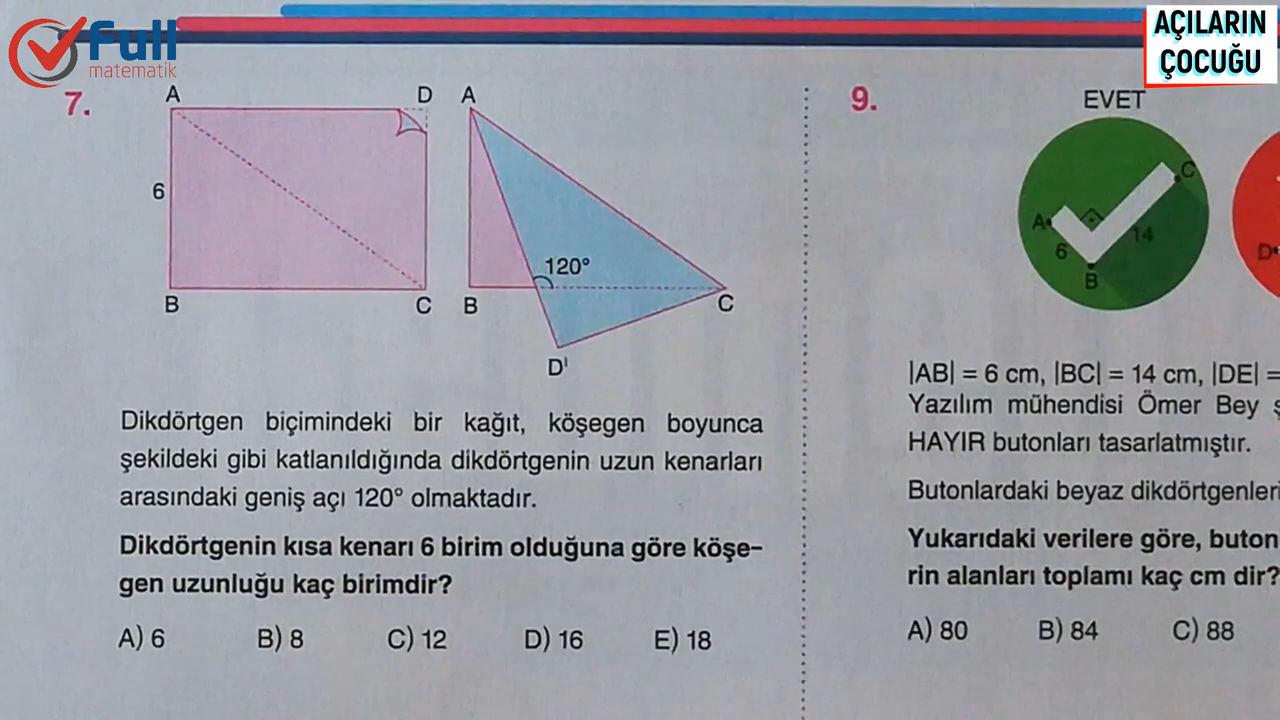 Full
matematik
AÇILARIN
ÇOCUĞU
7.
A
D
6
B
C
A
120°
B
C
D'
Dikdörtgen biçimindeki bir kağıt, köşegen boyunca
şekildeki gibi katlanıldığında dikdörtgenin uzun kenarları
arasındaki geniş açı 120° olmaktadır.
Dikdörtgenin kısa kenarı 6 birim olduğuna göre köşe-
gen uzunluğu kaç birimdir?
A) 6 B) 8 C) 12 D) 16 E) 18
9.
EVET
A
C
6
14
B
D
|AB| = 6 cm, |BC| = 14 cm, |DE| =
Yazılım mühendisi Ömer Bey ş
HAYIR butonları tasarlatmıştır.
Butonlardaki beyaz dikdörtgenleri
Yukarıdaki verilere göre, buton
rin alanları toplamı kaç cm dir?
A) 80 B) 84 C) 88